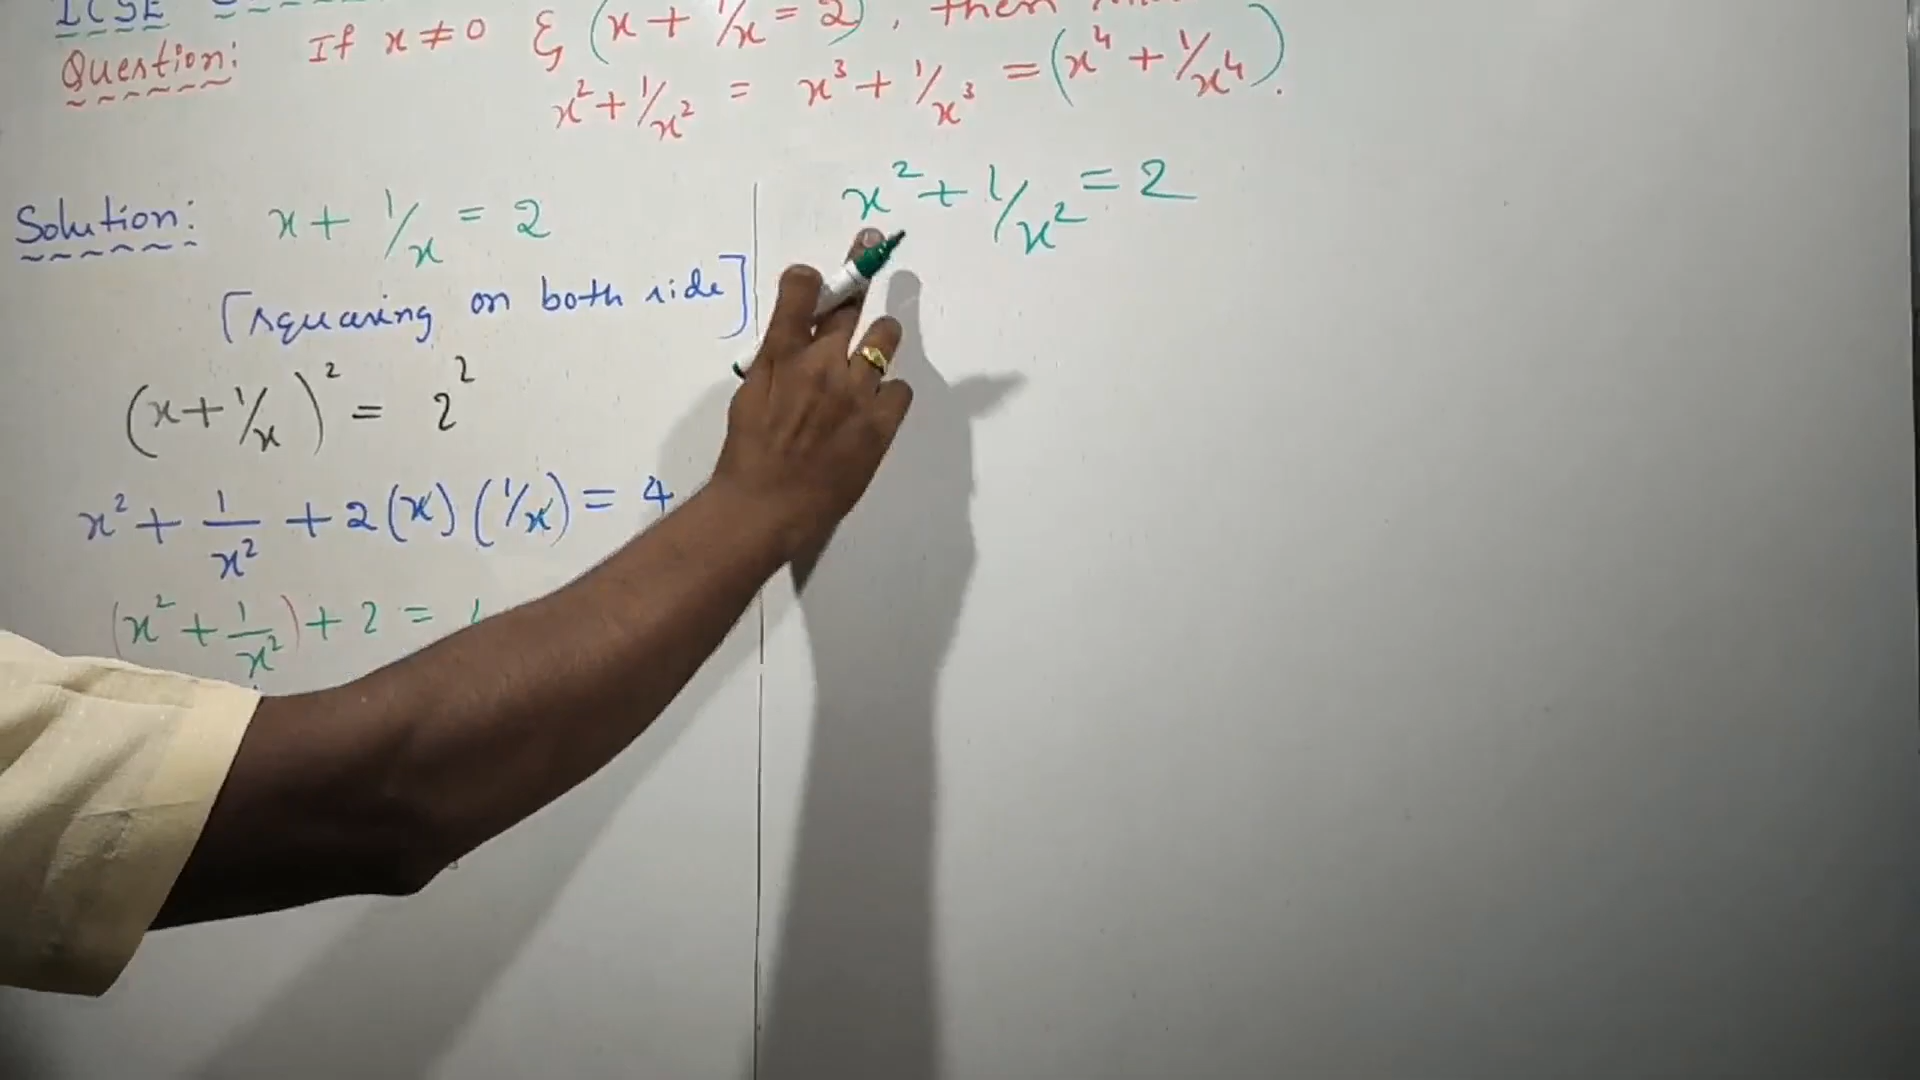 ICSE
Question: If x ≠ 0 & (x + 1/x = 2), then
x² + 1/x² = x³ + 1/x³ = (x⁴ + 1/x⁴).
Solution: x + 1/x = 2
[squaring on both side]
(x + 1/x)² = 2²
x² + 1/x² + 2(x)(1/x) = 4
(x² + 1/x²) + 2 =
x² + 1/x² = 2